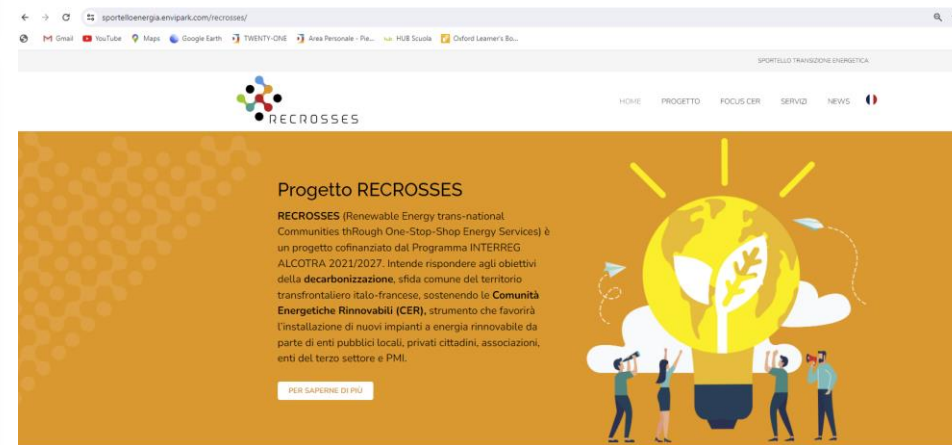 sportelloenergia.envipark.com/recrosses/
Gmail YouTube Maps Google Earth TWENTY-ONE Area Personale - Pie... HUB Scuola Oxford Learner's Bo...
SPORTELLO TRANSIZIONE ENERGETICA
RECROSSES
HOME PROGETTO FOCUS CER SERVIZI NEWS
Progetto RECROSSES
RECROSSES (Renewable Energy trans-national
Communities thRough One-Stop-Shop Energy Services) è
un progetto cofinanziato dal Programma INTERREG
ALCOTRA 2021/2027. Intende rispondere agli obiettivi
della decarbonizzazione, sfida comune del territorio
transfrontaliero italo-francese, sostenendo le Comunità
Energetiche Rinnovabili (CER), strumento che favorirà
l'installazione di nuovi impianti a energia rinnovabile da
parte di enti pubblici locali, privati cittadini, associazioni,
enti del terzo settore e PMI.
PER SAPERNE DI PIÙ